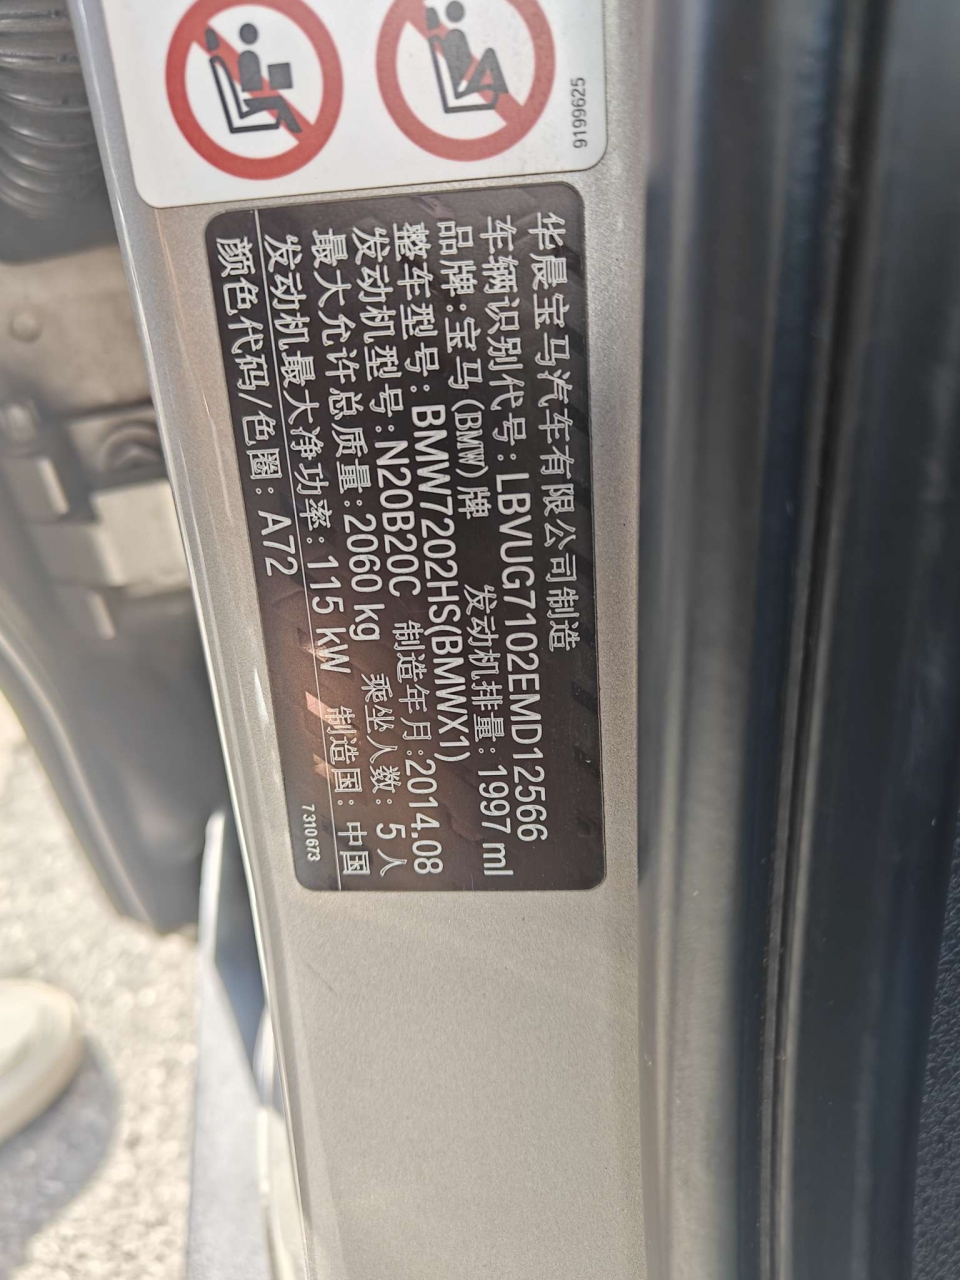 9199625
华晨宝马汽车有限公司制造
车辆识别代号：LBVUG7102EMD12566
品牌：宝马(BMW)牌 发动机排量：1997 ml
整车型号：BMW7202HS(BMWX1)
发动机型号：N20B20C 制造年月：2014.08
最大允许总质量：2060 kg 乘坐人数：5 人
发动机最大净功率：115 kW 制造国：中国
颜色代码/色圈：A72
7310673